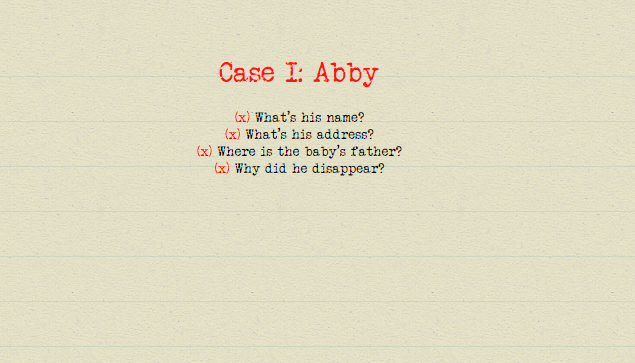 Case I: Abby
(x) What's his name?
(x) What's his address?
(x) Where is the baby's father?
(x) Why did he disappear?